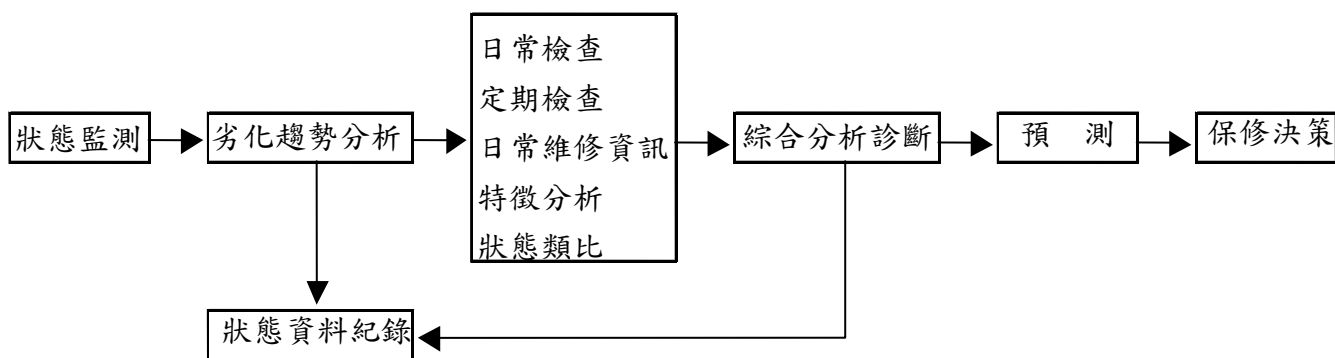 狀態監測
劣化趨勢分析
日常檢查
定期檢查
日常維修資訊
特徵分析
狀態類比
綜合分析診斷
預 測
保修決策
狀態資料紀錄